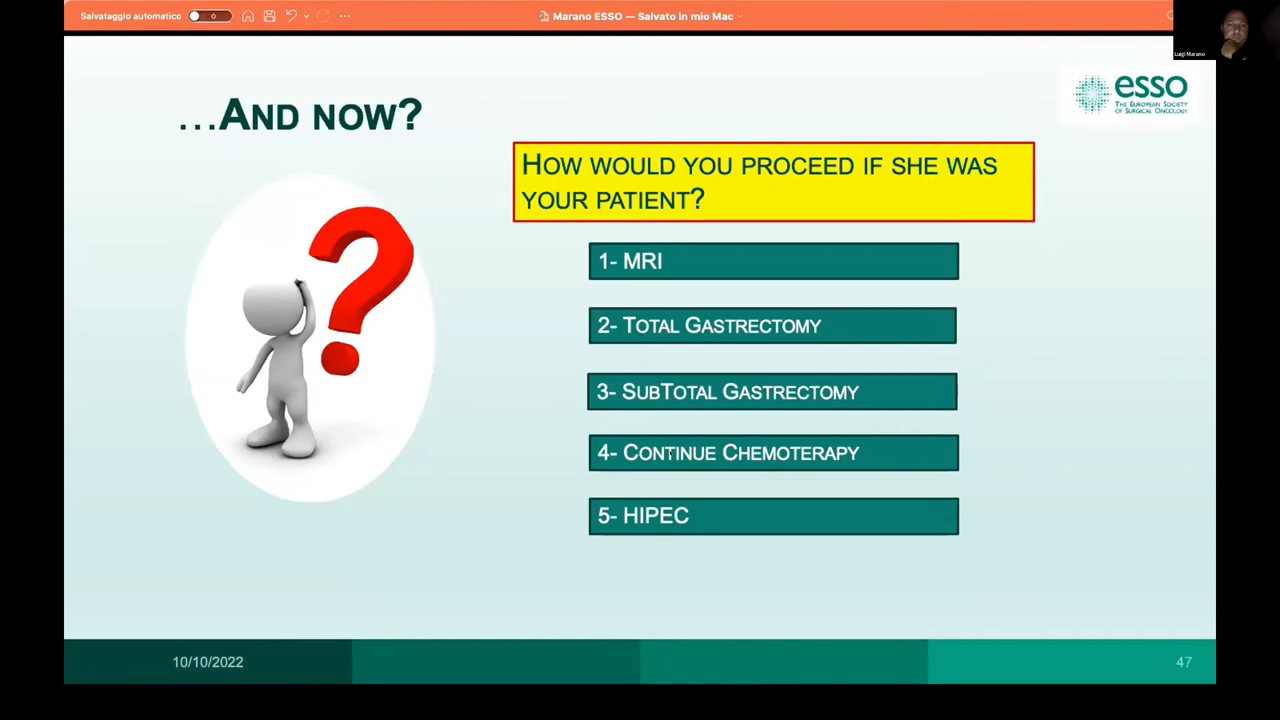 Salvataggio automatico
Marano ESSO — Salvato in mio Mac
Luigi Marano
esso
THE EUROPEAN SOCIETY
OF SURGICAL ONCOLOGY
...AND NOW?
HOW WOULD YOU PROCEED IF SHE WAS
YOUR PATIENT?
1- MRI
2- TOTAL GASTRECTOMY
3- SUBTOTAL GASTRECTOMY
4- CONTINUE CHEMOTERAPY
5- HIPEC
10/10/2022
47